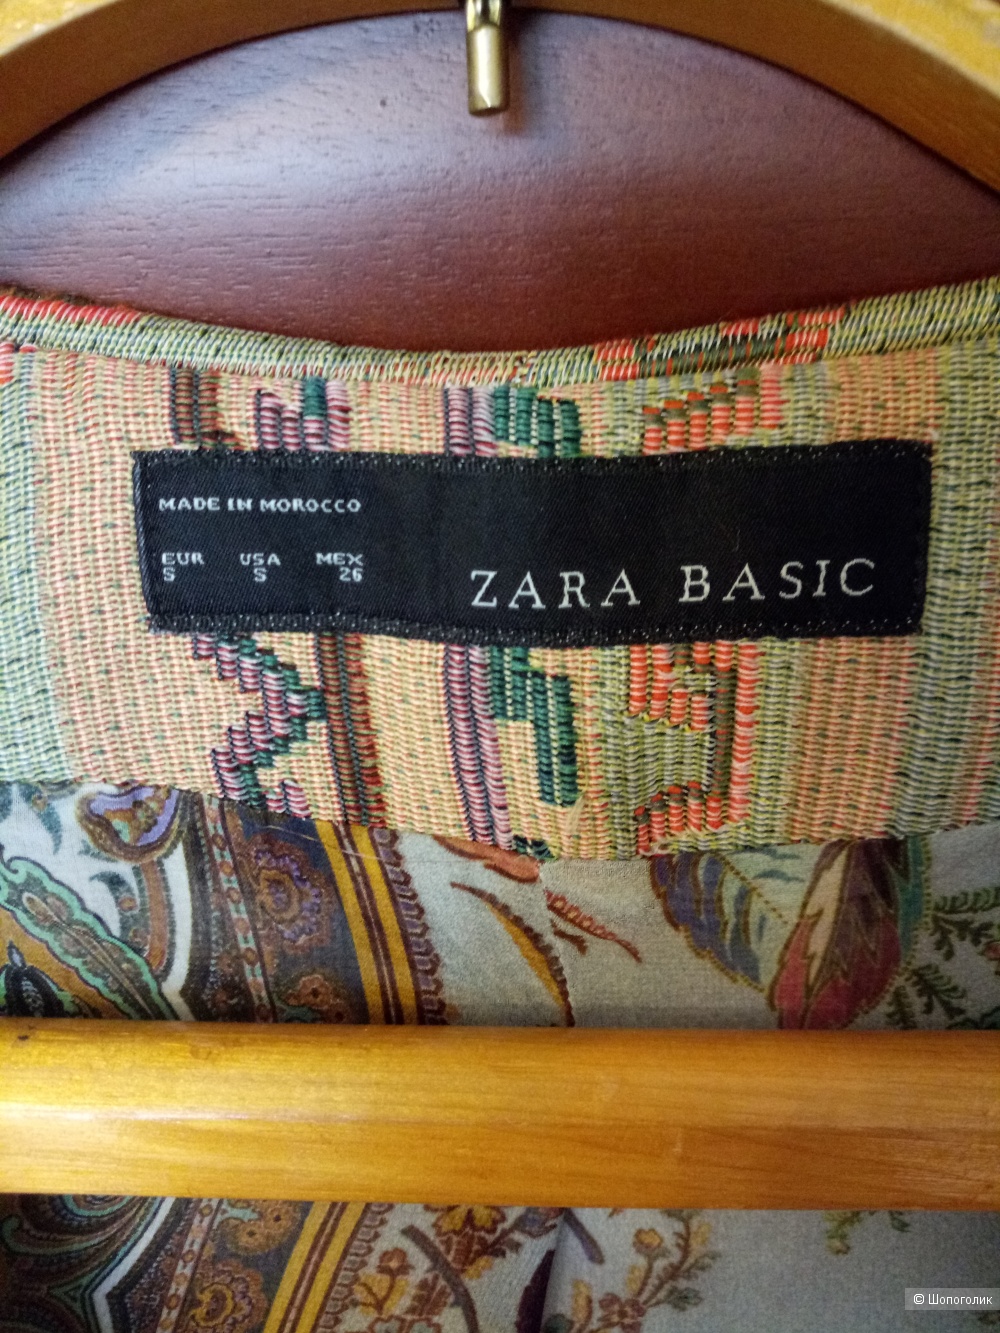 MADE IN MOROCCO
EUR USA MEX
S S 26
ZARA BASIC
© Шопоголик